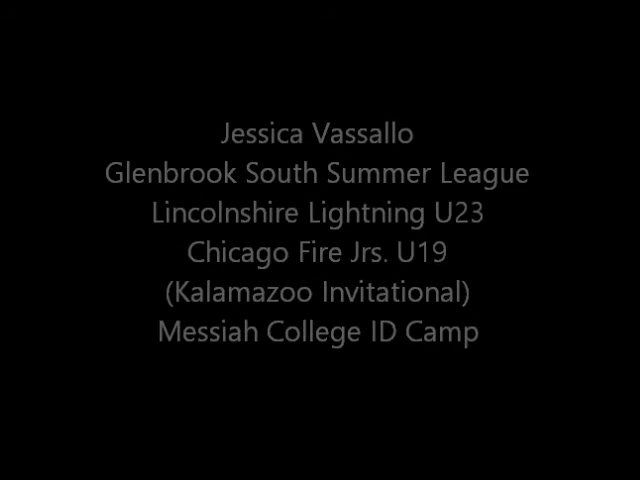 Jessica Vassallo
Glenbrook South Summer League
Lincolnshire Lightning U23
Chicago Fire Jrs. U19
(Kalamazoo Invitational)
Messiah College ID Camp